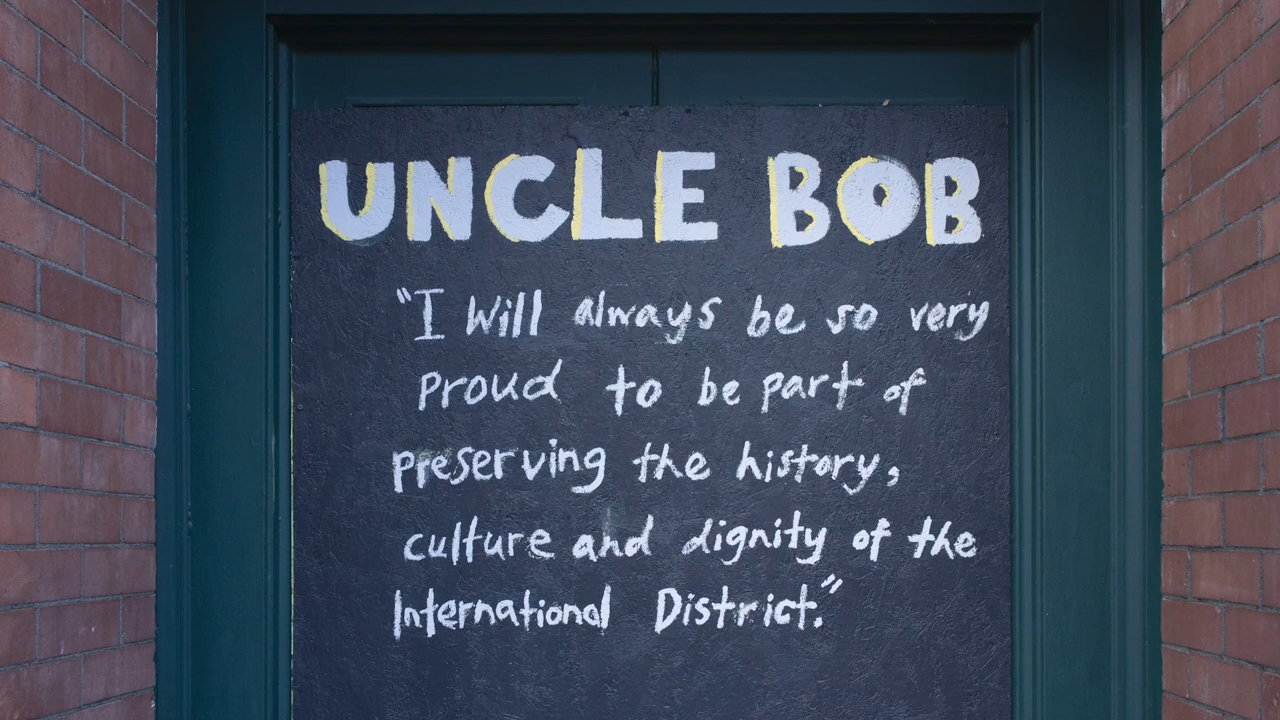 UNCLE BOB
"I Will always be so very
proud to be part of
preserving the history,
culture and dignity of the
International District."